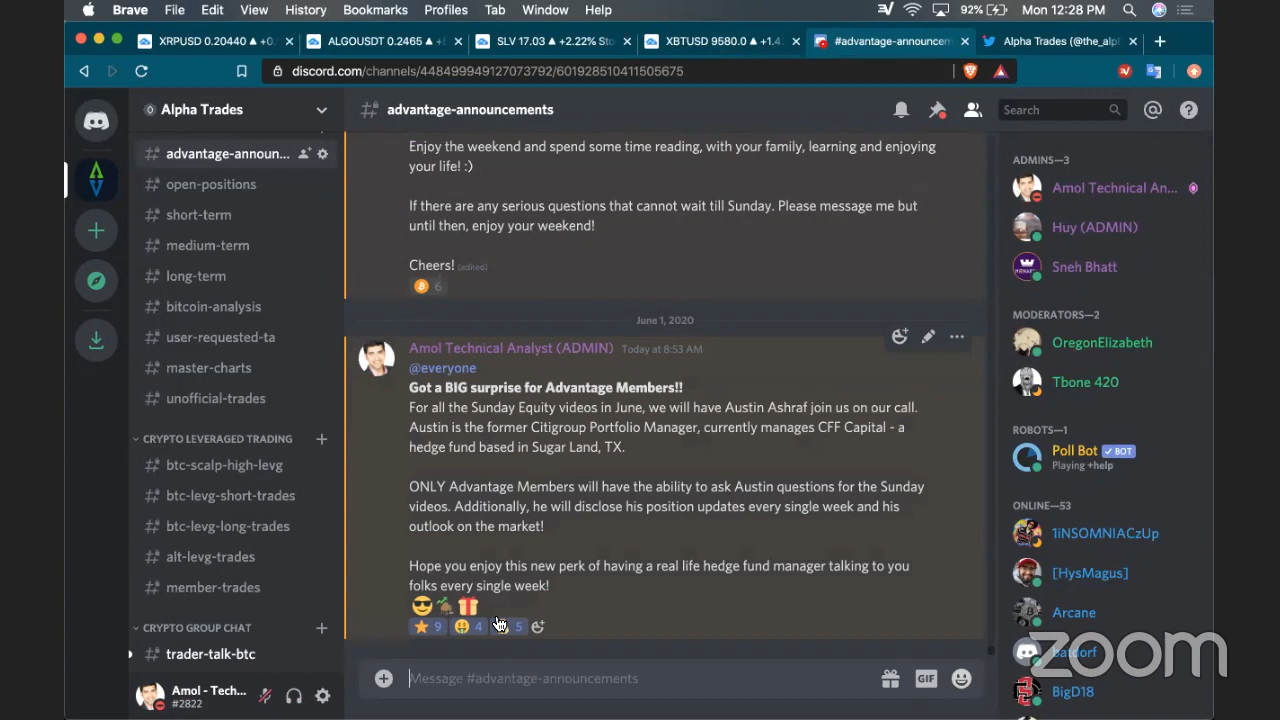 Brave File Edit View History Bookmarks Profiles Tab Window Help 92% Mon 12:28 PM
XRPUSD 0.20440 ▲ +0. × ALGOUSDT 0.2465 ▲ +8 × SLV 17.03 ▲ +2.22% Sto × XBTUSD 9580.0 ▲ +1.4 × #advantage-announcem × Alpha Trades (@the_alp × +
discord.com/channels/448499949127073792/601928510411505675
Alpha Trades
advantage-announcements
Search
advantage-announ...
open-positions
short-term
medium-term
long-term
bitcoin-analysis
user-requested-ta
master-charts
unofficial-trades
CRYPTO LEVERAGED TRADING
btc-scalp-high-levg
btc-levg-short-trades
btc-levg-long-trades
alt-levg-trades
member-trades
CRYPTO GROUP CHAT
trader-talk-btc
Amol - Tech...
#2822
Enjoy the weekend and spend some time reading, with your family, learning and enjoying
your life! :)
If there are any serious questions that cannot wait till Sunday. Please message me but
until then, enjoy your weekend!
Cheers! (edited)
6
June 1, 2020
Amol Technical Analyst (ADMIN) Today at 8:53 AM
@everyone
Got a BIG surprise for Advantage Members!!
For all the Sunday Equity videos in June, we will have Austin Ashraf join us on our call.
Austin is the former Citigroup Portfolio Manager, currently manages CFF Capital - a
hedge fund based in Sugar Land, TX.
ONLY Advantage Members will have the ability to ask Austin questions for the Sunday
videos. Additionally, he will disclose his position updates every single week and his
outlook on the market!
Hope you enjoy this new perk of having a real life hedge fund manager talking to you
folks every single week!
9 4 5
Message #advantage-announcements
GIF
ADMINS—3
Amol Technical An...
Huy (ADMIN)
Sneh Bhatt
MODERATORS—2
OregonElizabeth
Tbone 420
ROBOTS—1
Poll Bot BOT
Playing +help
ONLINE—53
1iNSOMNIACzUp
[HysMagus]
Arcane
batdorf
BigD18
zoom